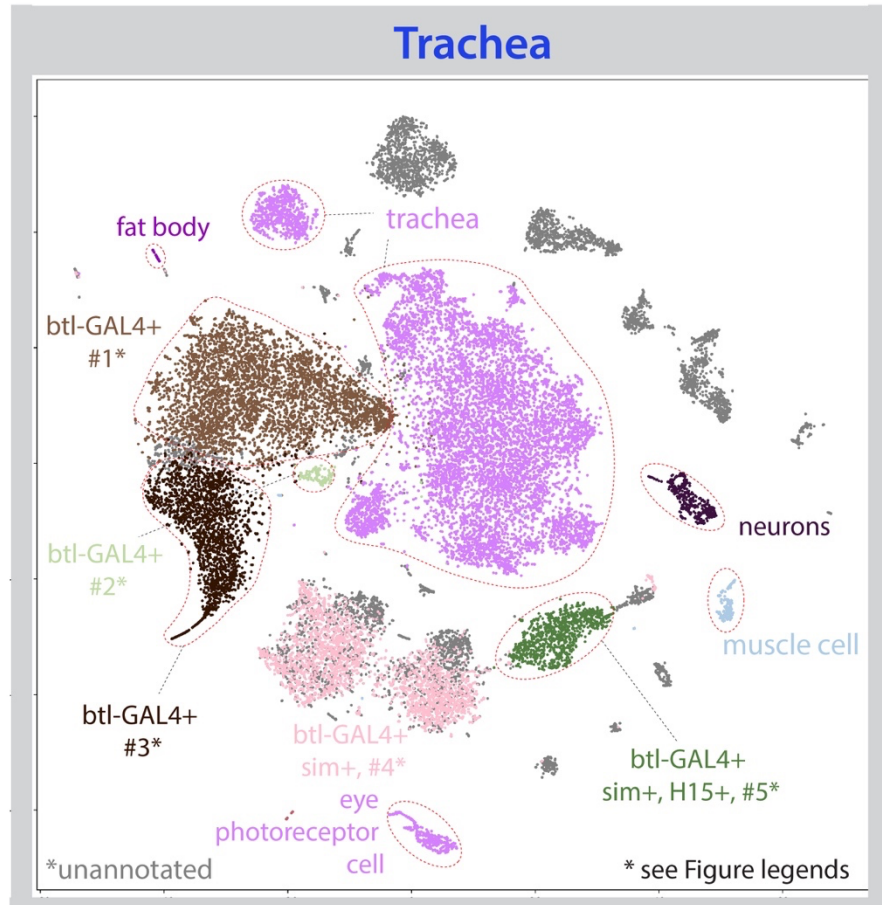 Trachea
trachea
fat body
btl-GAL4+
#1*
neurons
btl-GAL4+
#2*
muscle cell
btl-GAL4+
#3*
btl-GAL4+
sim+, #4*
btl-GAL4+
sim+, H15+, #5*
eye
photoreceptor
cell
*unannotated
* see Figure legends